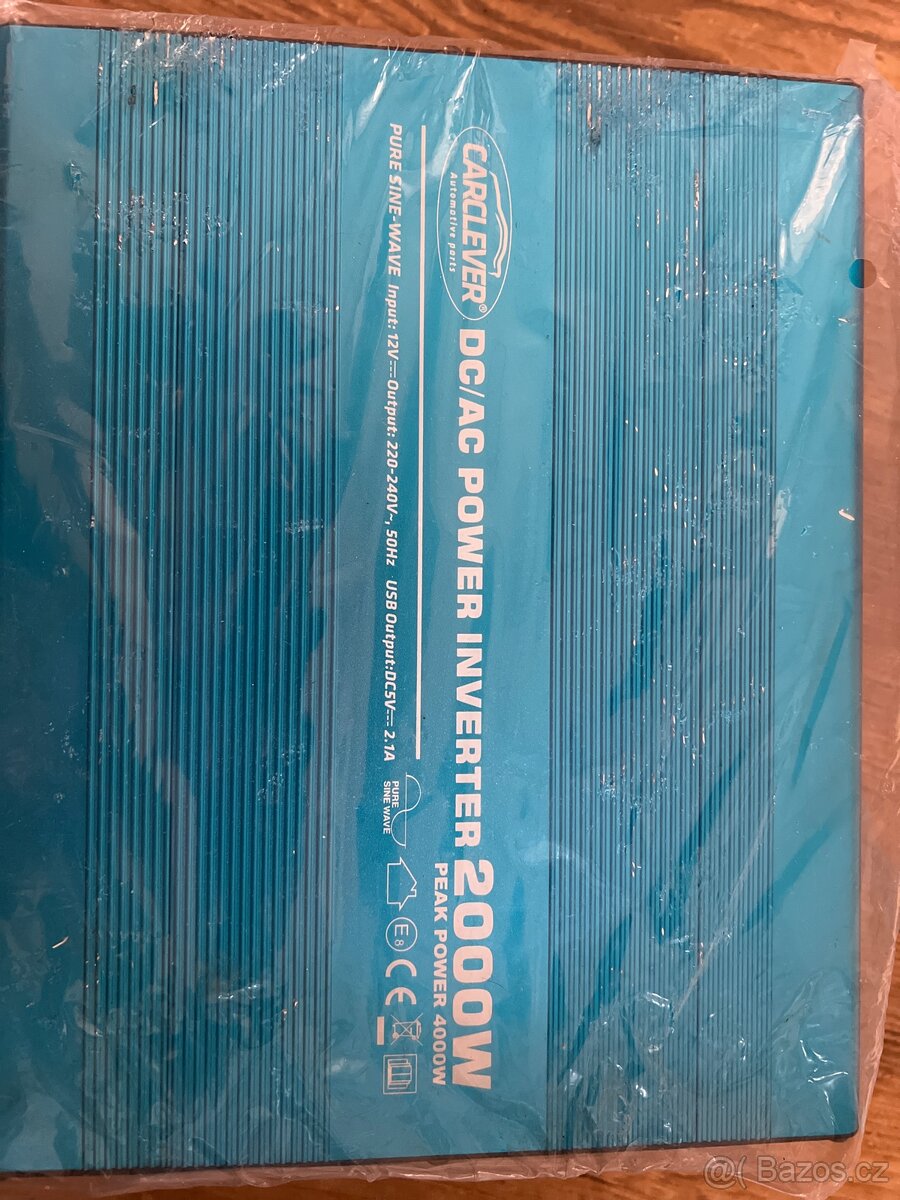 CARCLEVER®
Automotive parts
DC/AC POWER INVERTER 2000W
PEAK POWER 4000W
PURE SINE-WAVE Input: 12V⎓ Output: 220-240V~, 50Hz USB Output:DC5V⎓ 2.1A
PURE
SINE WAVE
E8
CE
@( Bazos.cz